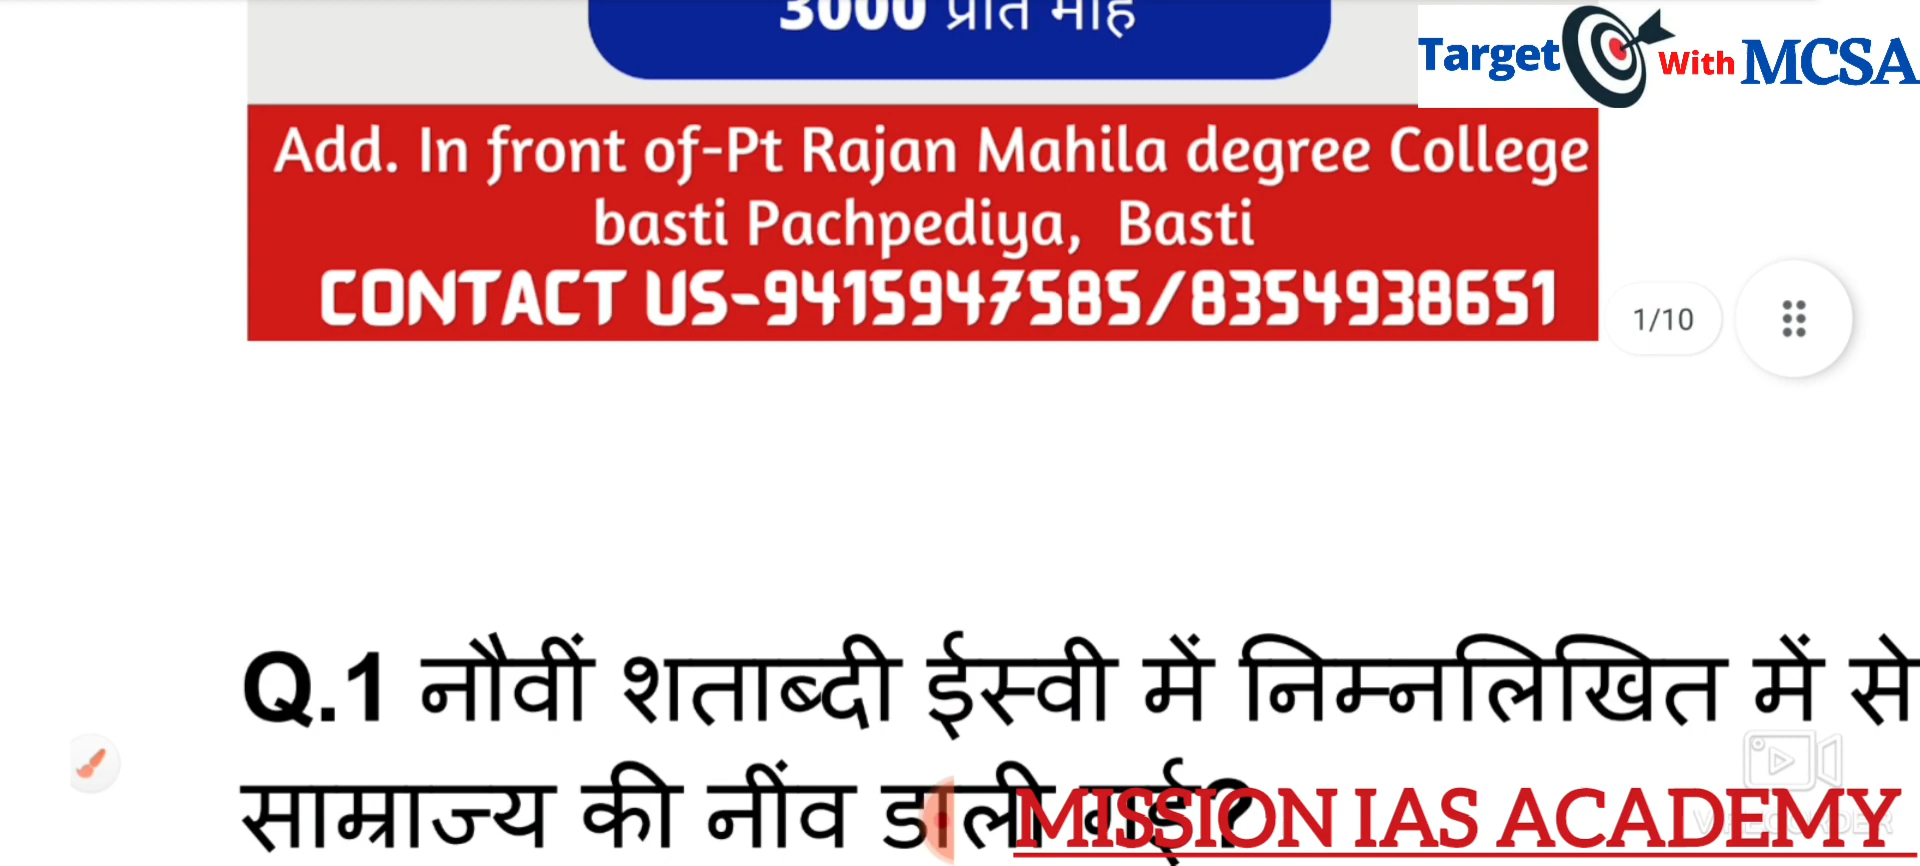 3000 प्रति माह
Target With MCSA
Add. In front of-Pt Rajan Mahila degree College
basti Pachpediya, Basti
CONTACT US-9415947585/8354938651
1/10
Q.1 नौवीं शताब्दी ईस्वी में निम्नलिखित में से
साम्राज्य की नींव डाली गई?
MISSION IAS ACADEMY